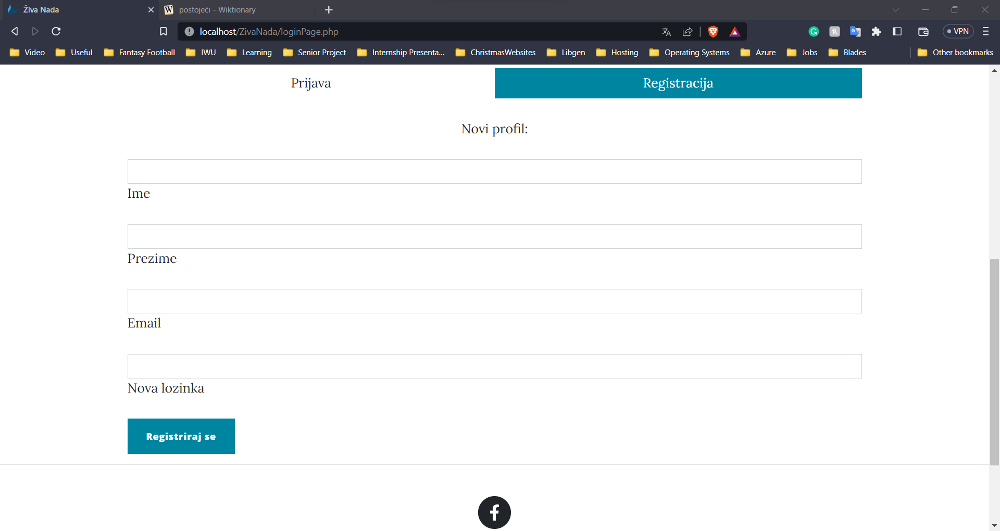 Živa Nada
postojeći – Wiktionary
localhost/ZivaNada/loginPage.php
VPN
Video
Useful
Fantasy Football
IWU
Learning
Senior Project
Internship Presenta...
ChristmasWebsites
Libgen
Hosting
Operating Systems
Azure
Jobs
Blades
Other bookmarks
Prijava
Registracija
Novi profil:
Ime
Prezime
Email
Nova lozinka
Registriraj se